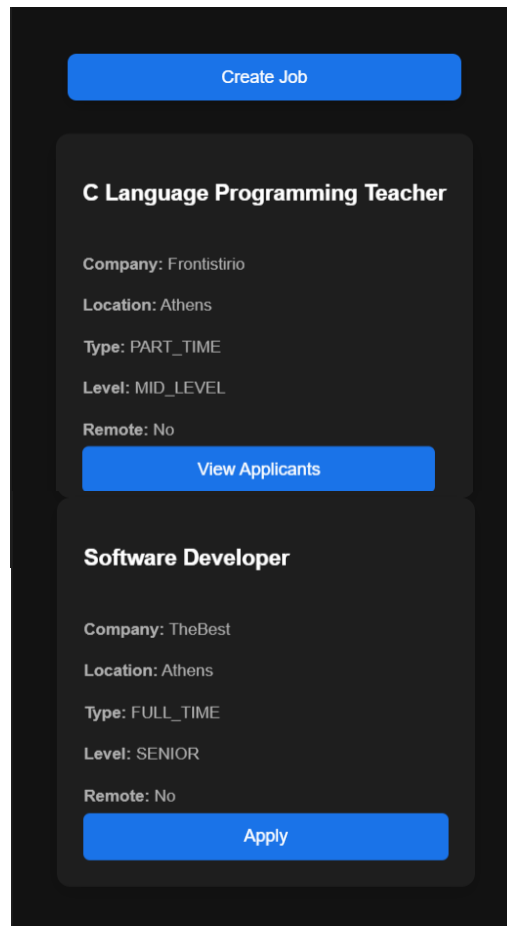 Create Job
C Language Programming Teacher
Company: Frontistirio
Location: Athens
Type: PART_TIME
Level: MID_LEVEL
Remote: No
View Applicants
Software Developer
Company: TheBest
Location: Athens
Type: FULL_TIME
Level: SENIOR
Remote: No
Apply